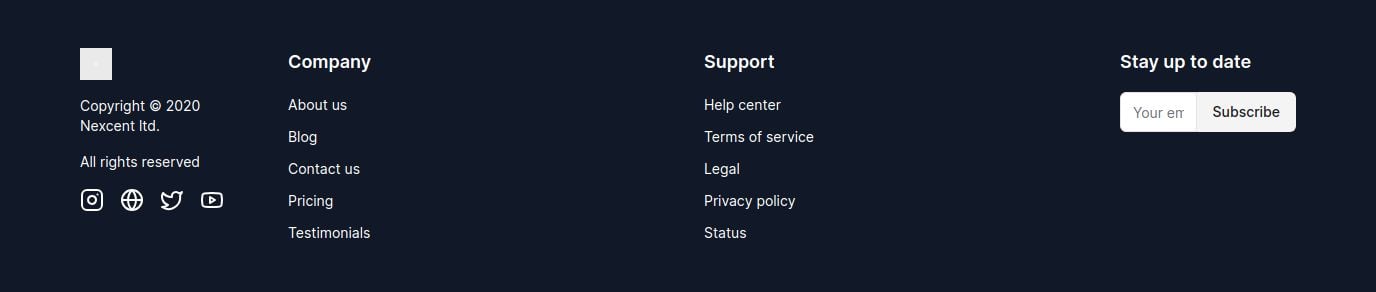 Copyright © 2020
Nexcent ltd.
All rights reserved
Company
About us
Blog
Contact us
Pricing
Testimonials
Support
Help center
Terms of service
Legal
Privacy policy
Status
Stay up to date
Your em
Subscribe